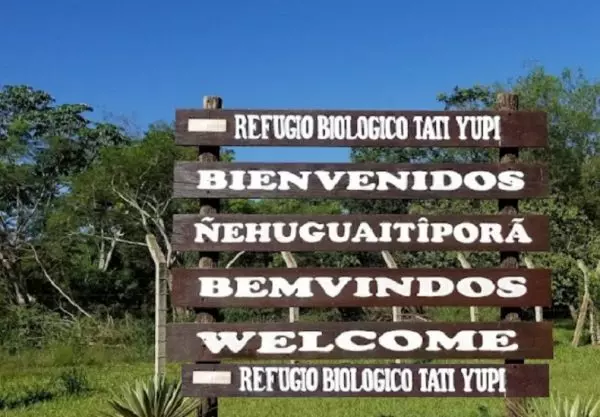 REFUGIO BIOLOGICO TATI YUPI
BIENVENIDOS
ÑEHUGUAITÎPORÃ
BEMVINDOS
WELCOME
REFUGIO BIOLOGICO TATI YUPI